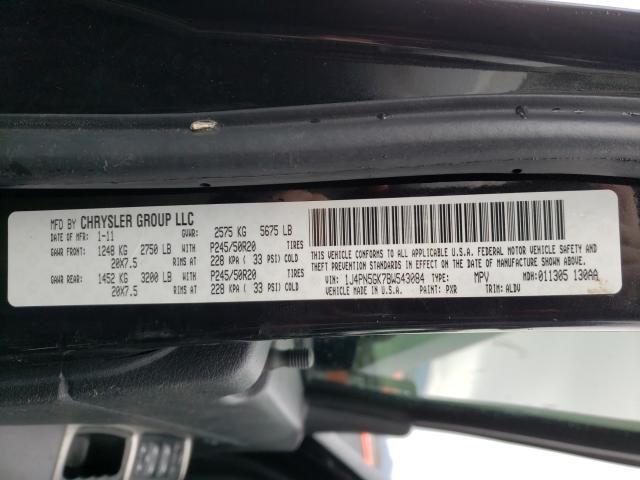 MFD BY CHRYSLER GROUP LLC
DATE OF MFR: 1-11 GVWR: 2575 KG 5675 LB
GAWR FRONT: 1248 KG 2750 LB WITH P245/50R20 TIRES
20X7.5 RIMS AT 228 KPA ( 33 PSI) COLD
GAWR REAR: 1452 KG 3200 LB WITH P245/50R20 TIRES
20X7.5 RIMS AT 228 KPA ( 33 PSI) COLD
THIS VEHICLE CONFORMS TO ALL APPLICABLE U.S.A. FEDERAL MOTOR VEHICLE SAFETY AND
THEFT PREVENTION STANDARDS IN EFFECT ON THE DATE OF MANUFACTURE SHOWN ABOVE.
VIN: 1J4PN5GK7BW543084 TYPE: MPV MDH:011305 130AA
VEHICLE MADE IN U.S.A. PAINT: PXR TRIM: ALDV